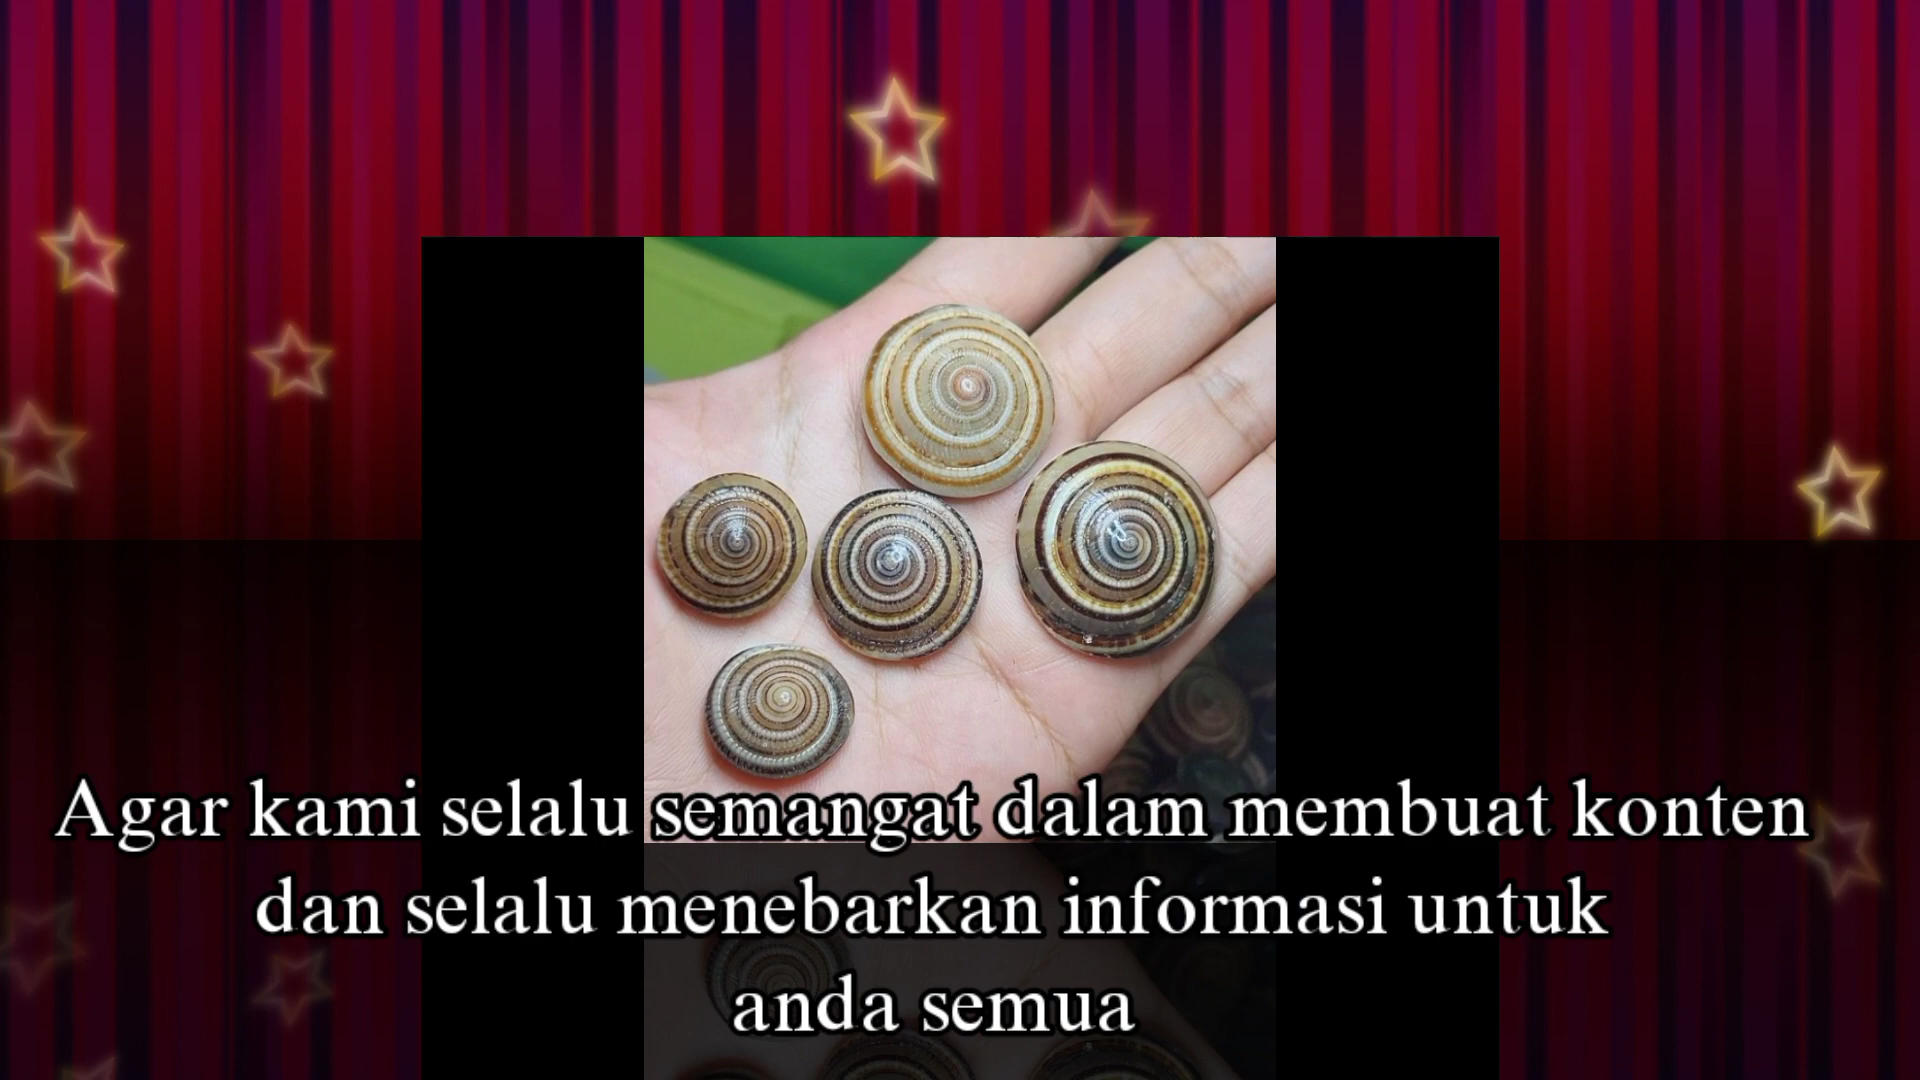 Agar kami selalu semangat dalam membuat konten
dan selalu menebarkan informasi untuk
anda semua